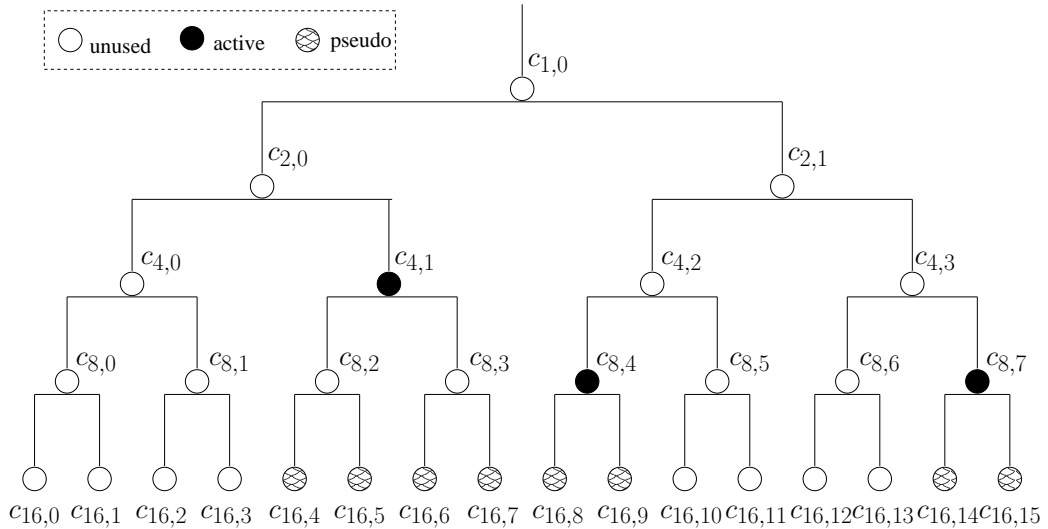 unused active pseudo
c1,0
c2,0 c2,1
c4,0 c4,1 c4,2 c4,3
c8,0 c8,1 c8,2 c8,3 c8,4 c8,5 c8,6 c8,7
c16,0 c16,1 c16,2 c16,3 c16,4 c16,5 c16,6 c16,7 c16,8 c16,9 c16,10 c16,11 c16,12 c16,13 c16,14 c16,15